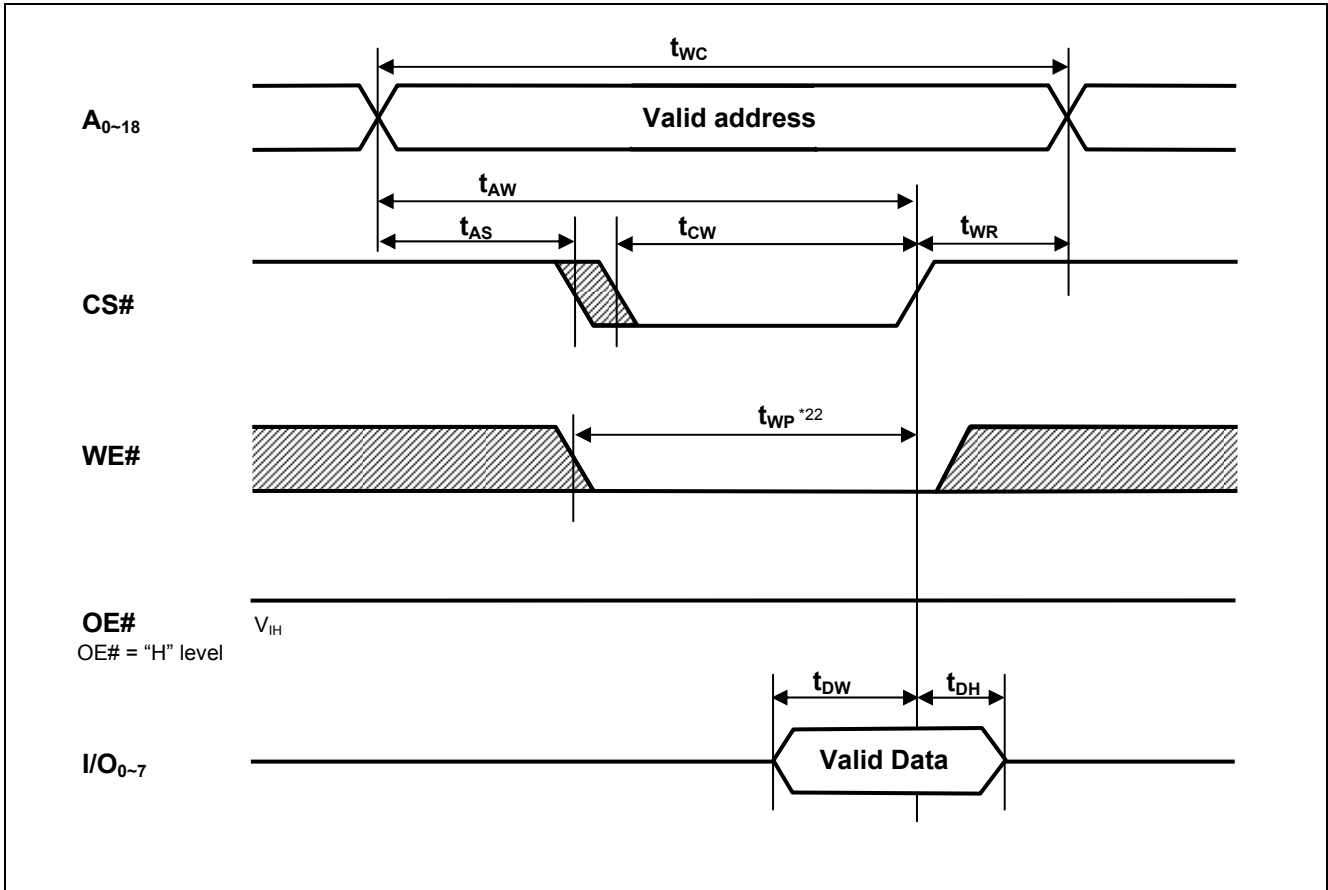 tWC
A0~18
Valid address
tAW
tAS
tCW
tWR
CS#
tWP *22
WE#
OE#
VIH
OE# = “H” level
tDW
tDH
I/O0~7
Valid Data